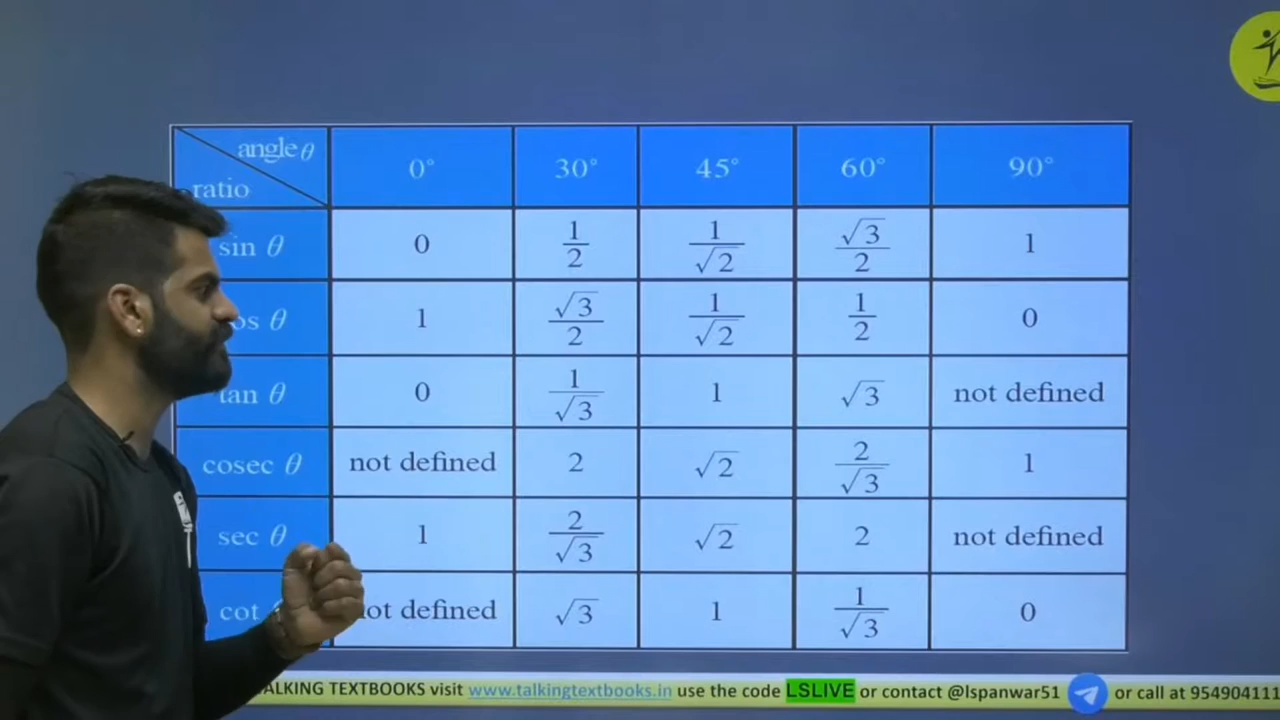 angle θ
ratio
0° 30° 45° 60° 90°
sin θ 0 1/2 1/√2 √3/2 1
os θ 1 √3/2 1/√2 1/2 0
tan θ 0 1/√3 1 √3 not defined
cosec θ not defined 2 √2 2/√3 1
sec θ 1 2/√3 √2 2 not defined
cot ot defined √3 1 1/√3 0
ALKING TEXTBOOKS visit www.talkingtextbooks.in use the code LSLIVE or contact @lspanwar51 or call at 954904111